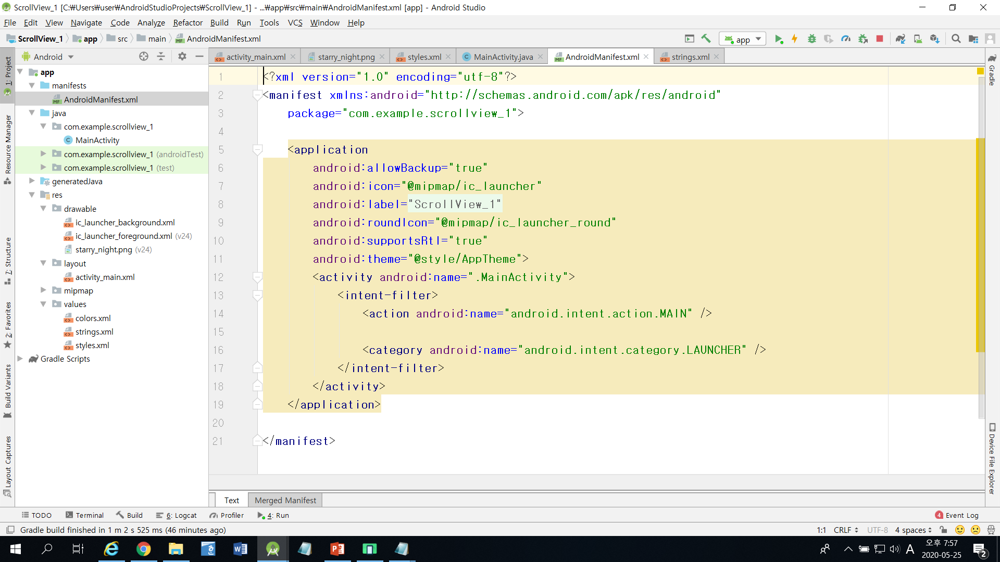 ScrollView_1 [C:₩Users₩user₩AndroidStudioProjects₩ScrollView_1] - ...₩app₩src₩main₩AndroidManifest.xml [app] - Android Studio
File Edit View Navigate Code Analyze Refactor Build Run Tools VCS Window Help
ScrollView_1 app src main AndroidManifest.xml app
Android
activity_main.xml starry_night.png styles.xml MainActivity.java AndroidManifest.xml strings.xml
1: Project
Resource Manager
7: Structure
2: Favorites
Build Variants
Layout Captures
app
manifests
AndroidManifest.xml
java
com.example.scrollview_1
MainActivity
com.example.scrollview_1 (androidTest)
com.example.scrollview_1 (test)
generatedJava
res
drawable
ic_launcher_background.xml
ic_launcher_foreground.xml (v24)
starry_night.png (v24)
layout
activity_main.xml
mipmap
values
colors.xml
strings.xml
styles.xml
Gradle Scripts
1 <?xml version="1.0" encoding="utf-8"?>
2 <manifest xmlns:android="http://schemas.android.com/apk/res/android"
3 package="com.example.scrollview_1">
4
5 <application
6 android:allowBackup="true"
7 android:icon="@mipmap/ic_launcher"
8 android:label="ScrollView_1"
9 android:roundIcon="@mipmap/ic_launcher_round"
10 android:supportsRtl="true"
11 android:theme="@style/AppTheme">
12 <activity android:name=".MainActivity">
13 <intent-filter>
14 <action android:name="android.intent.action.MAIN" />
15
16 <category android:name="android.intent.category.LAUNCHER" />
17 </intent-filter>
18 </activity>
19 </application>
20
21 </manifest>
Gradle
Device File Explorer
Text Merged Manifest
TODO Terminal Build 6: Logcat Profiler 4: Run 4 Event Log
Gradle build finished in 1 m 2 s 525 ms (46 minutes ago) 1:1 CRLF UTF-8 4 spaces
A 오후 7:57
2020-05-25 2